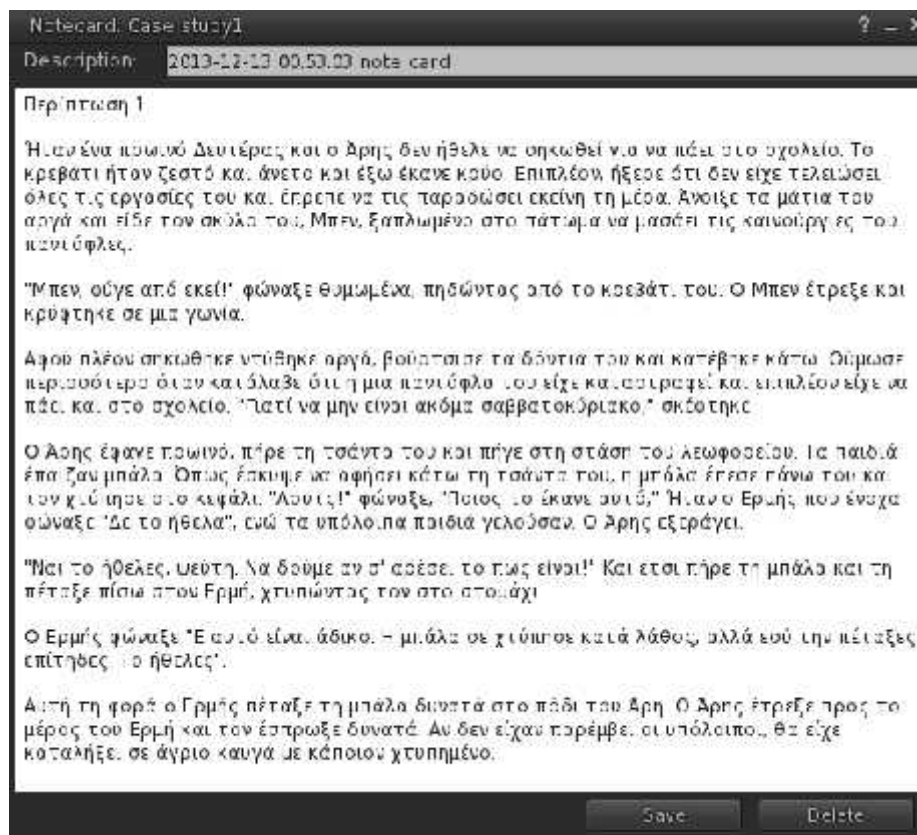 Notecard: Case study1
Description: 2013-12-13 00:53:03 note card
Περίπτωση 1
Ήταν ένα πρωινό Δευτέρας και ο Άρης δεν ήθελε να σηκωθεί για να πάει στο σχολείο. Το
κρεβάτι ήταν ζεστό και άνετο και έξω έκανε κρύο. Επιπλέον, ήξερε ότι δεν είχε τελειώσει
όλες τις εργασίες του και έπρεπε να τις παραδώσει εκείνη τη μέρα. Άνοιξε τα μάτια του
αργά και είδε τον σκύλο του, Μπεν, ξαπλωμένο στο πάτωμα να μασάει τις καινούργιες του
παντόφλες.
"Μπεν, φύγε από εκεί!" φώναξε θυμωμένα, πηδώντας από το κρεβάτι του. Ο Μπεν έτρεξε και
κρύφτηκε σε μια γωνία.
Αφού πλέον σηκώθηκε ντύθηκε αργά, βούρτσισε τα δόντια του και κατέβηκε κάτω. Θύμωσε
περισσότερο όταν κατάλαβε ότι η μια παντόφλα του είχε καταστραφεί και επιπλέον είχε να
πάει και στο σχολείο. "Γιατί να μην είναι ακόμα σαββατοκύριακο," σκέφτηκε
Ο Άρης έφαγε πρωινό, πήρε τη τσάντα του και πήγε στη στάση του λεωφορείου. Τα παιδιά
έπαιζαν μπάλα. Όπως έσκυψε να αφήσει κάτω τη τσάντα του, η μπάλα έπεσε πάνω του και
τον χτύπησε στο κεφάλι. "Αουτς!" φώναξε, "Ποιος το έκανε αυτό;" Ήταν ο Ερμής που ένοχα
φώναξε "Δε το ήθελα", ενώ τα υπόλοιπα παιδιά γελούσαν. Ο Άρης εξεράγει.
"Ναι το ήθελες, ψεύτη. Να δούμε αν σ' αρέσει το πως είναι!" Και έτσι πήρε τη μπάλα και τη
πέταξε πίσω στον Ερμή, χτυπώντας τον στο στομάχι
Ο Ερμής φώναξε "Ε αυτό είναι άδικο. Η μπάλα σε χτύπησε κατά λάθος, αλλά εσύ την πέταξες
επίτηδες. Το ήθελες".
Αυτή τη φορά ο Ερμής πέταξε τη μπάλα δυνατά στο πόδι του Άρη. Ο Άρης έτρεξε προς το
μέρος του Ερμή και τον έσπρωξε δυνατά. Αν δεν είχαν παρέμβει οι υπόλοιποι, θα είχε
καταλήξει σε άγριο καυγά με κάποιον χτυπημένο.
Save Delete